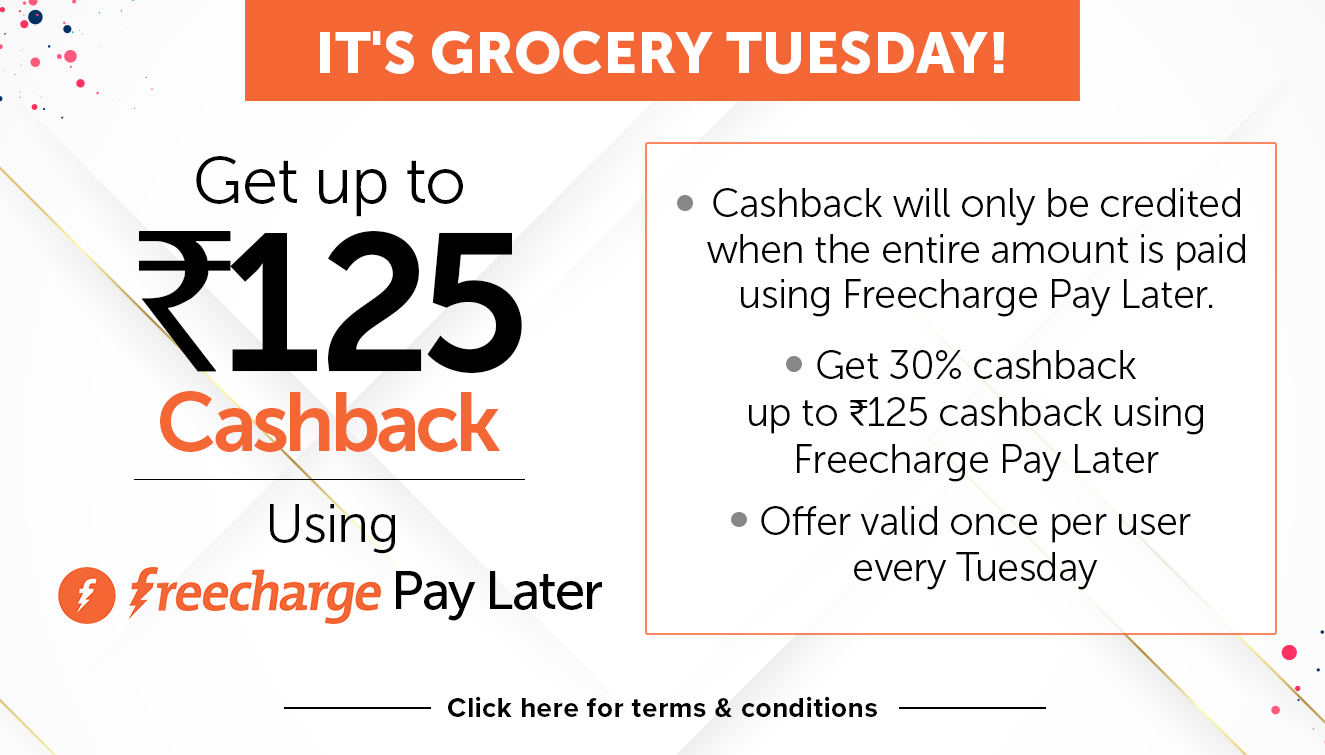 IT'S GROCERY TUESDAY!
Get up to
₹125
Cashback
Using
freecharge Pay Later
• Cashback will only be credited
when the entire amount is paid
using Freecharge Pay Later.
• Get 30% cashback
up to ₹125 cashback using
Freecharge Pay Later
• Offer valid once per user
every Tuesday
Click here for terms & conditions